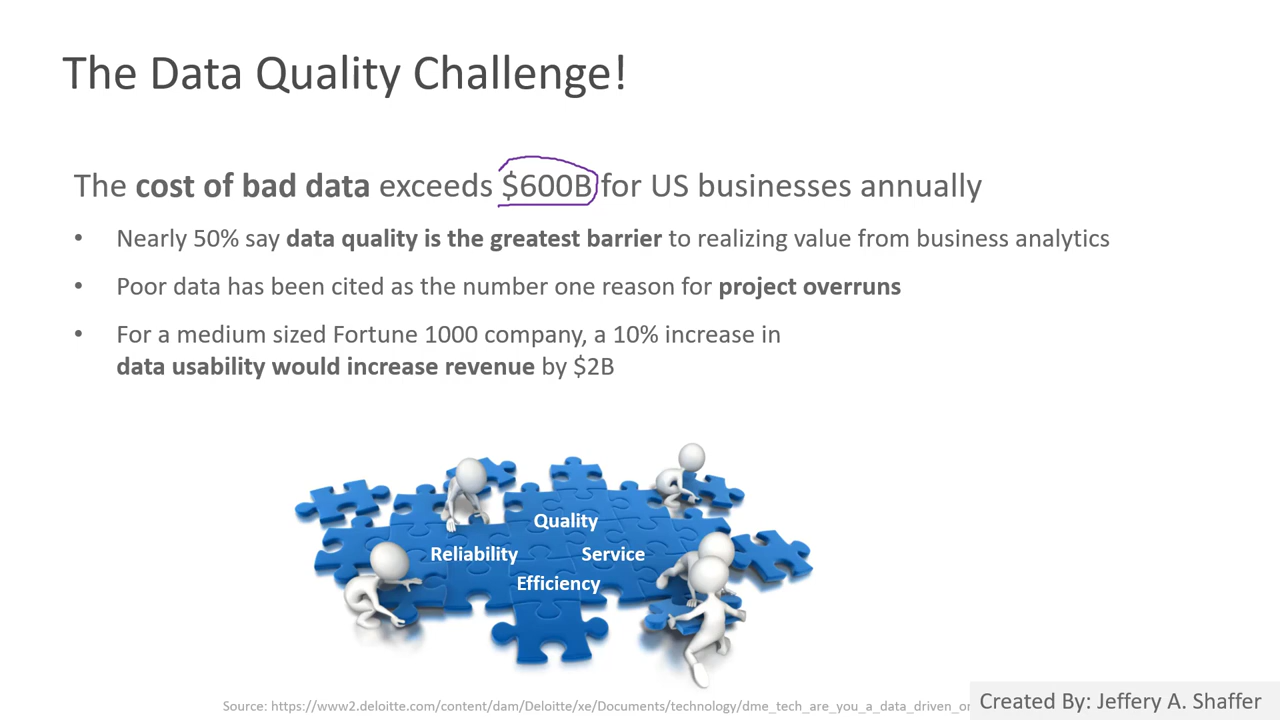 The Data Quality Challenge!
The cost of bad data exceeds $600B for US businesses annually
• Nearly 50% say data quality is the greatest barrier to realizing value from business analytics
• Poor data has been cited as the number one reason for project overruns
• For a medium sized Fortune 1000 company, a 10% increase in
data usability would increase revenue by $2B
Quality
Reliability Service
Efficiency
Source: https://www2.deloitte.com/content/dam/Deloitte/xe/Documents/technology/dme_tech_are_you_a_data_driven_or
Created By: Jeffery A. Shaffer